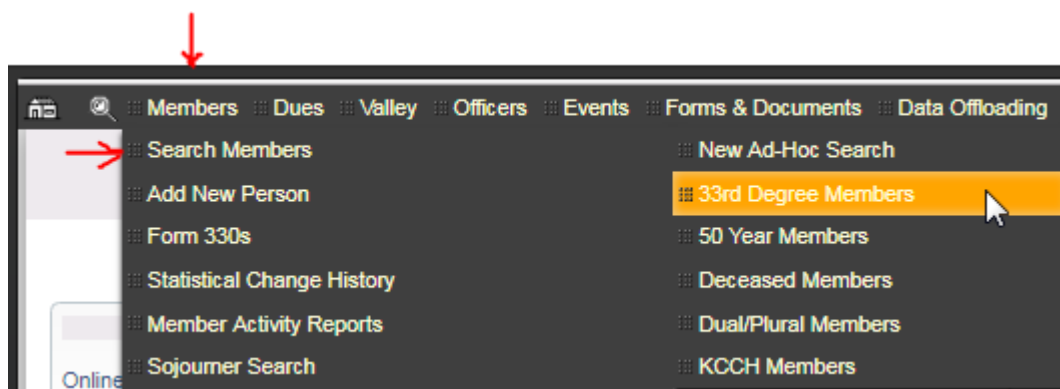 Members Dues Valley Officers Events Forms & Documents Data Offloading
Search Members New Ad-Hoc Search
Add New Person 33rd Degree Members
Form 330s 50 Year Members
Statistical Change History Deceased Members
Member Activity Reports Dual/Plural Members
Sojourner Search KCCH Members
Online